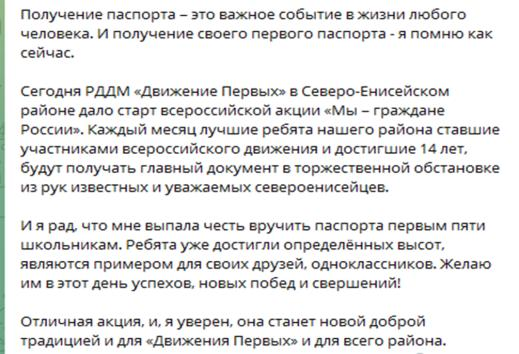 Получение паспорта – это важное событие в жизни любого
человека. И получение своего первого паспорта - я помню как
сейчас.
Сегодня РДДМ «Движение Первых» в Северо-Енисейском
районе дало старт всероссийской акции «Мы – граждане
России». Каждый месяц лучшие ребята нашего района ставшие
участниками всероссийского движения и достигшие 14 лет,
будут получать главный документ в торжественной обстановке
из рук известных и уважаемых североенисейцев.
И я рад, что мне выпала честь вручить паспорта первым пяти
школьникам. Ребята уже достигли определённых высот,
являются примером для своих друзей, одноклассников. Желаю
им в этот день успехов, новых побед и свершений!
Отличная акция, и, я уверен, она станет новой доброй
традицией и для «Движения Первых» и для всего района.